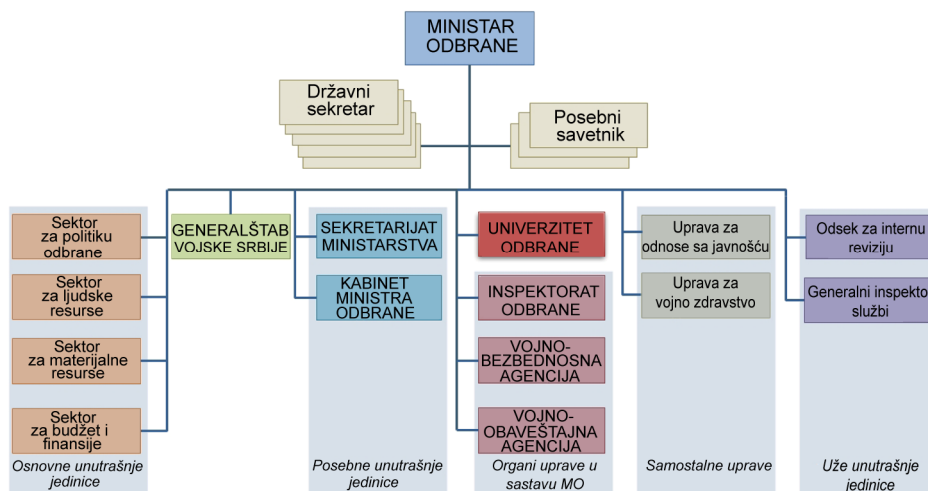 MINISTAR
ODBRANE
Državni
sekretar
Posebni
savetnik
Sektor
za politiku
odbrane
Sektor
za ljudske
resurse
Sektor
za materijalne
resurse
Sektor
za budžet i
finansije
Osnovne unutrašnje
jedinice
GENERALŠTAB
VOJSKE SRBIJE
SEKRETARIJAT
MINISTARSTVA
KABINET
MINISTRA
ODBRANE
Posebne unutrašnje
jedinice
UNIVERZITET
ODBRANE
INSPEKTORAT
ODBRANE
VOJNO-
BEZBEDNOSNA
AGENCIJA
VOJNO-
OBAVEŠTAJNA
AGENCIJA
Organi uprave u
sastavu MO
Uprava za
odnose sa javnošću
Uprava za
vojno zdravstvo
Samostalne uprave
Odsek za internu
reviziju
Generalni inspekto
službi
Uže unutrašnje
jedinice